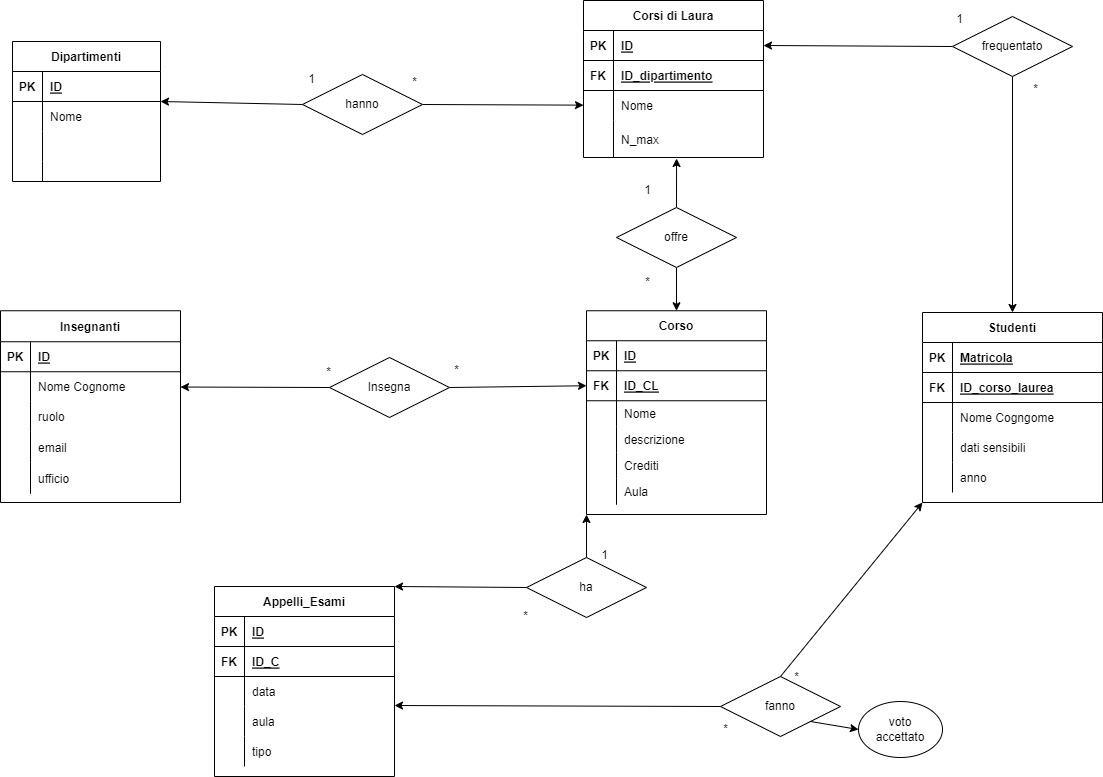 Corsi di Laura
PK ID
FK ID_dipartimento
Nome
N_max
1
frequentato
*
Dipartimenti
PK ID
Nome
1
hanno
*
1
offre
*
Insegnanti
PK ID
Nome Cognome
ruolo
email
ufficio
*
Insegna
*
Corso
PK ID
FK ID_CL
Nome
descrizione
Crediti
Aula
Studenti
PK Matricola
FK ID_corso_laurea
Nome Cogngome
dati sensibili
anno
1
ha
*
Appelli_Esami
PK ID
FK ID_C
data
aula
tipo
*
fanno
*
voto
accettato